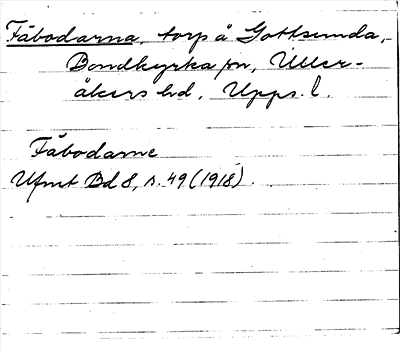 Fäbodarna, torp å Gottsunda,
Bondkyrka sn, Uller-
åkers hd, Upps. l.
Fäbodarne
Ufmt Bd 8, s. 49 (1918).